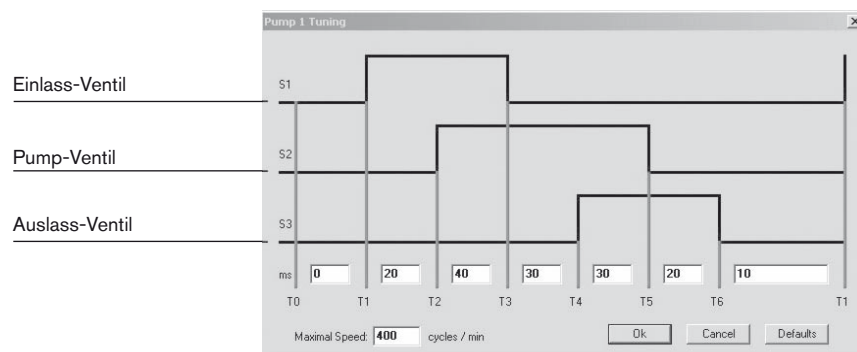 Pump 1 Tuning
Einlass-Ventil
S1
Pump-Ventil
S2
Auslass-Ventil
S3
ms 0 20 40 30 30 20 10
T0 T1 T2 T3 T4 T5 T6 T1
Maximal Speed: 400 cycles / min Ok Cancel Defaults